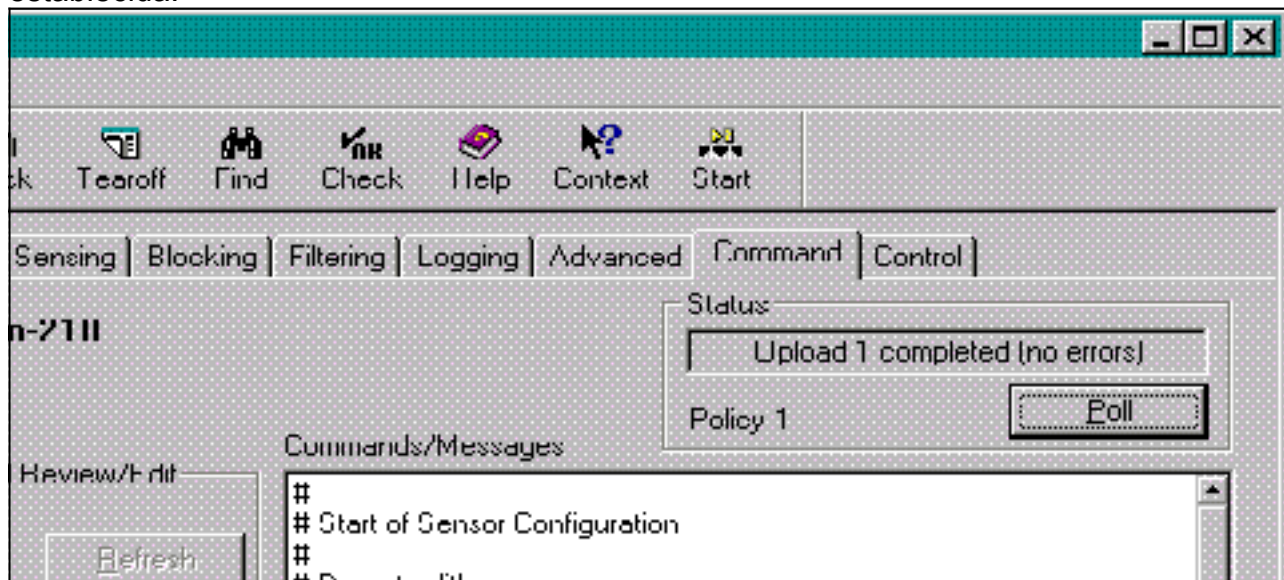 Tearoff Find Check Help Context Start
Sensing Blocking Filtering Logging Advanced Command Control
Status
Upload 1 completed (no errors)
Policy 1 Poll
Commands/Messages
Review/Edit
#
# Start of Sensor Configuration
Refresh
#
#